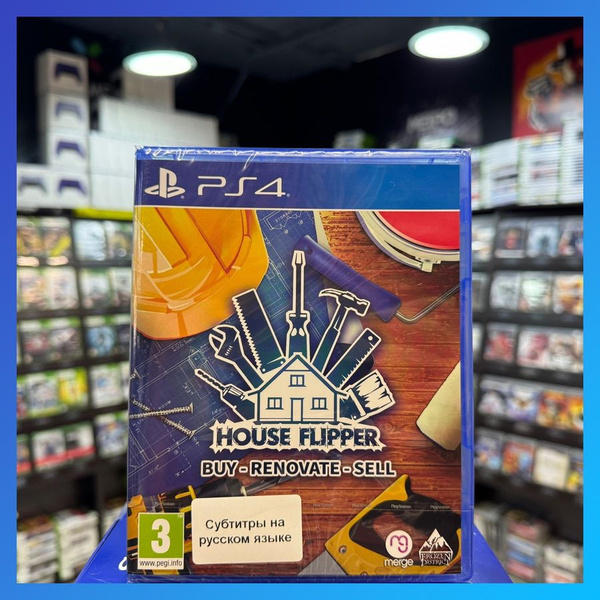 PS4
HOUSE FLIPPER
BUY - RENOVATE - SELL
3
www.pegi.info
Субтитры на
русском языке
merge
FROZEN
DISTRICT